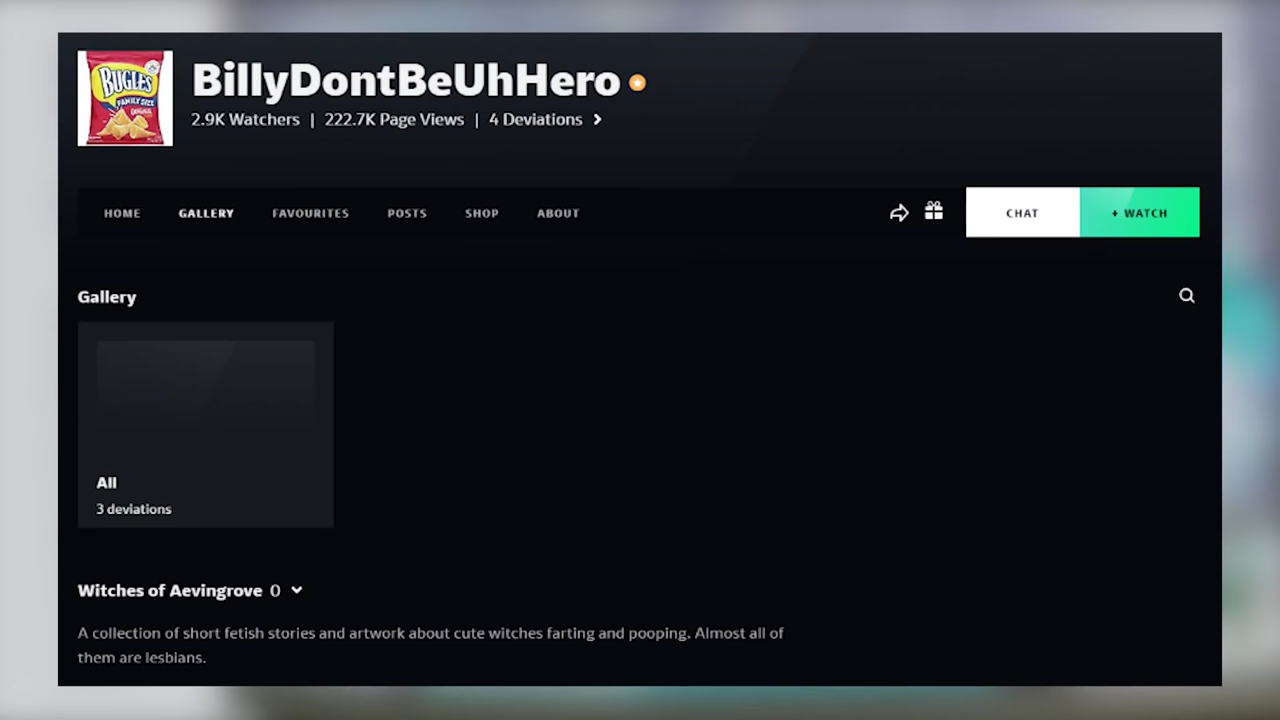 BUGLES
FAMILY SIZE
ORIGINAL
BillyDontBeUhHero
2.9K Watchers | 222.7K Page Views | 4 Deviations
HOME GALLERY FAVOURITES POSTS SHOP ABOUT CHAT + WATCH
Gallery
All
3 deviations
Witches of Aevingrove 0
A collection of short fetish stories and artwork about cute witches farting and pooping. Almost all of
them are lesbians.